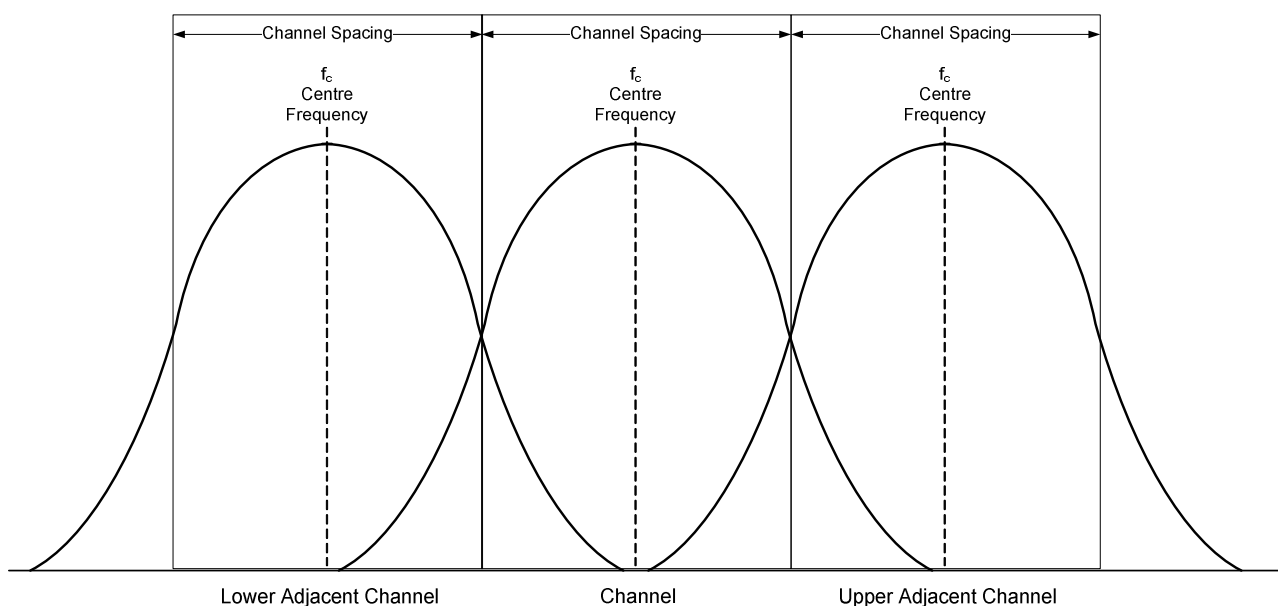 Channel Spacing
Channel Spacing
Channel Spacing
fc
Centre
Frequency
fc
Centre
Frequency
fc
Centre
Frequency
Lower Adjacent Channel
Channel
Upper Adjacent Channel